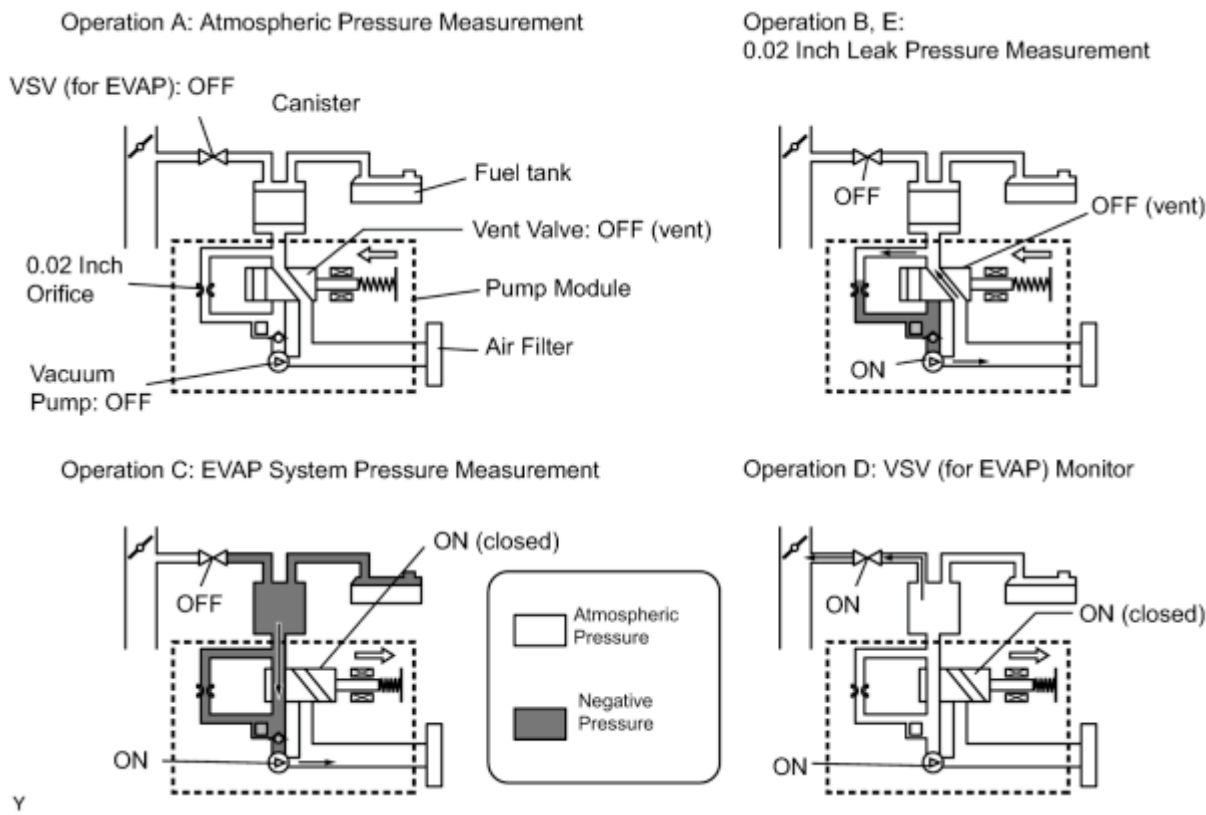 Operation A: Atmospheric Pressure Measurement
VSV (for EVAP): OFF
Canister
Fuel tank
Vent Valve: OFF (vent)
0.02 Inch
Orifice
Pump Module
Air Filter
Vacuum
Pump: OFF
Operation B, E:
0.02 Inch Leak Pressure Measurement
OFF
OFF (vent)
ON
Operation C: EVAP System Pressure Measurement
ON (closed)
OFF
ON
Atmospheric
Pressure
Negative
Pressure
Operation D: VSV (for EVAP) Monitor
ON
ON (closed)
ON
Y